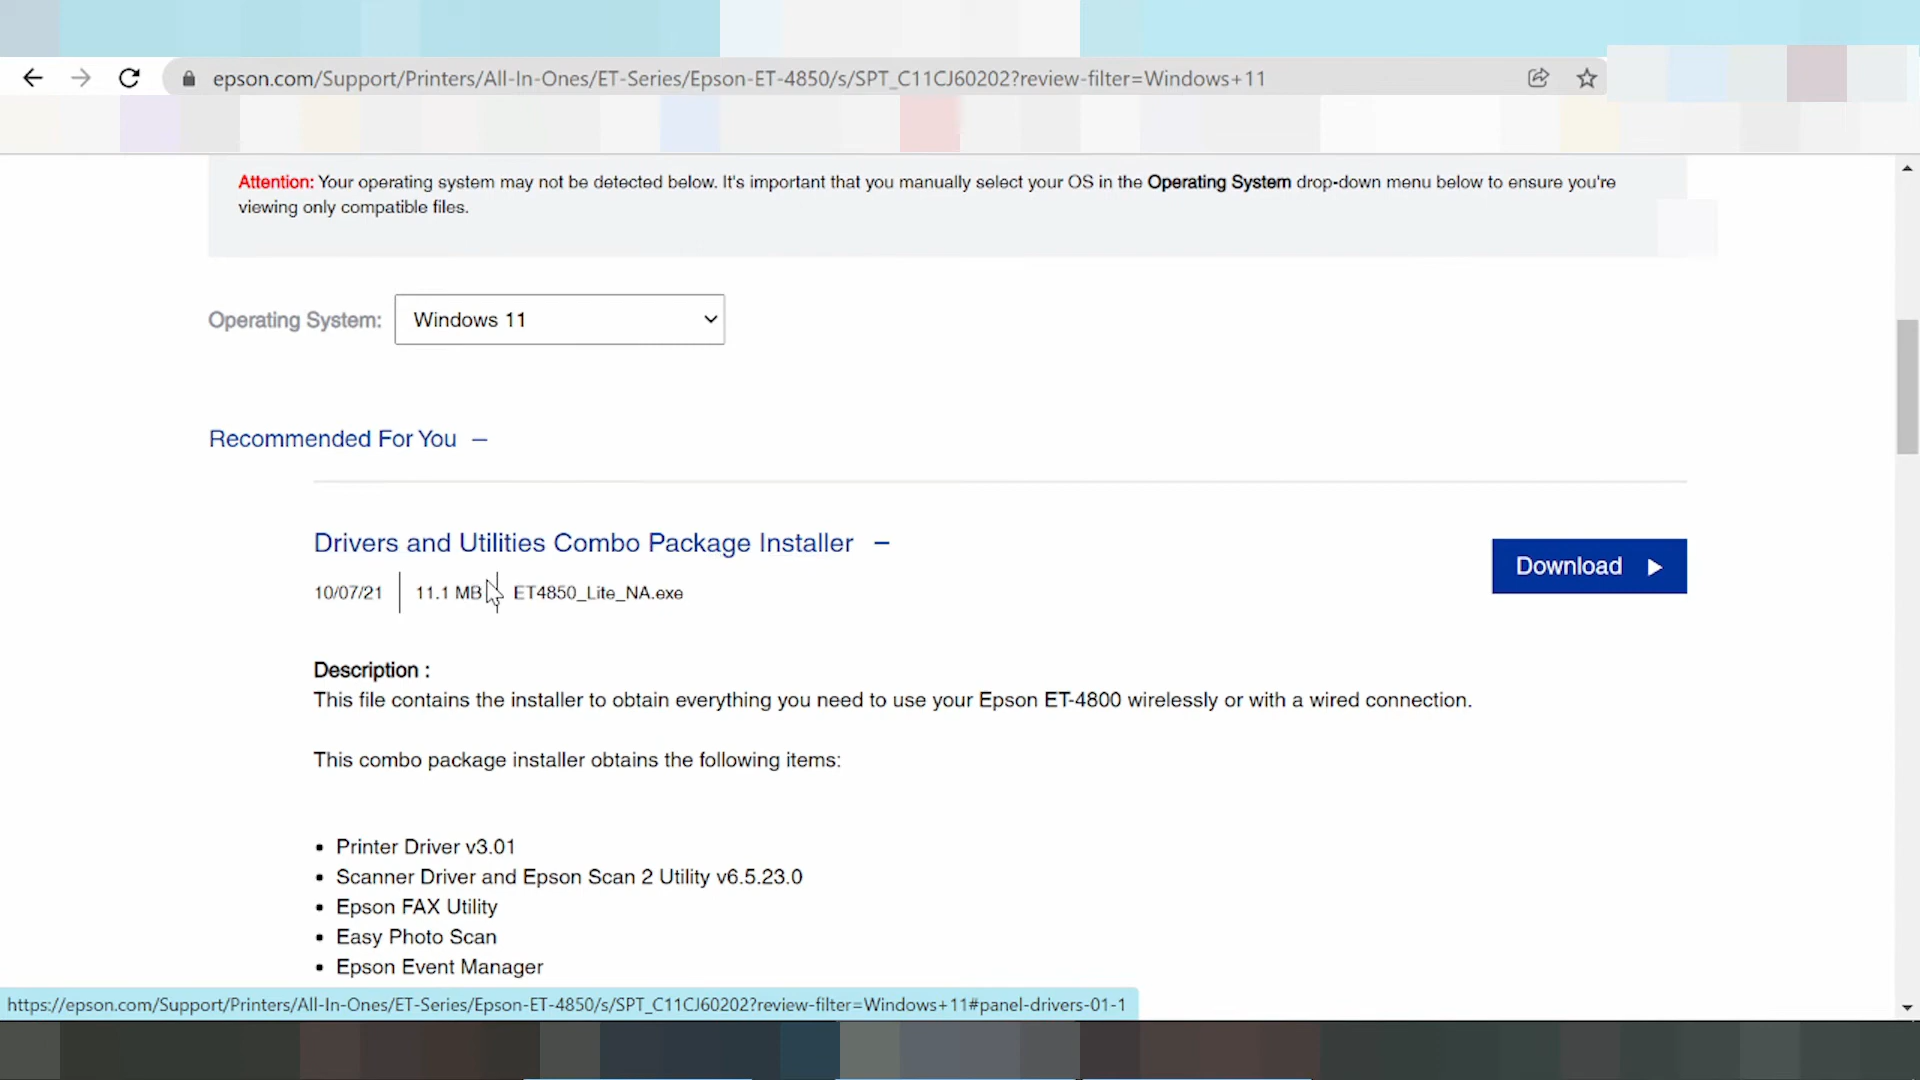 epson.com/Support/Printers/All-In-Ones/ET-Series/Epson-ET-4850/s/SPT_C11CJ60202?review-filter=Windows+11
Attention: Your operating system may not be detected below. It's important that you manually select your OS in the Operating System drop-down menu below to ensure you're
viewing only compatible files.
Operating System: Windows 11
Recommended For You –
Drivers and Utilities Combo Package Installer –
Download
10/07/21 11.1 MB ET4850_Lite_NA.exe
Description :
This file contains the installer to obtain everything you need to use your Epson ET-4800 wirelessly or with a wired connection.
This combo package installer obtains the following items:
• Printer Driver v3.01
• Scanner Driver and Epson Scan 2 Utility v6.5.23.0
• Epson FAX Utility
• Easy Photo Scan
• Epson Event Manager
https://epson.com/Support/Printers/All-In-Ones/ET-Series/Epson-ET-4850/s/SPT_C11CJ60202?review-filter=Windows+11#panel-drivers-01-1